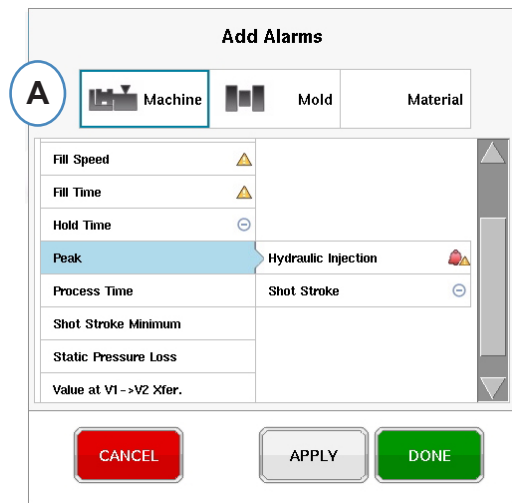 Add Alarms
A
Machine
Mold
Material
Fill Speed
Fill Time
Hold Time
Peak
Hydraulic Injection
Process Time
Shot Stroke
Shot Stroke Minimum
Static Pressure Loss
Value at V1->V2 Xfer.
CANCEL
APPLY
DONE